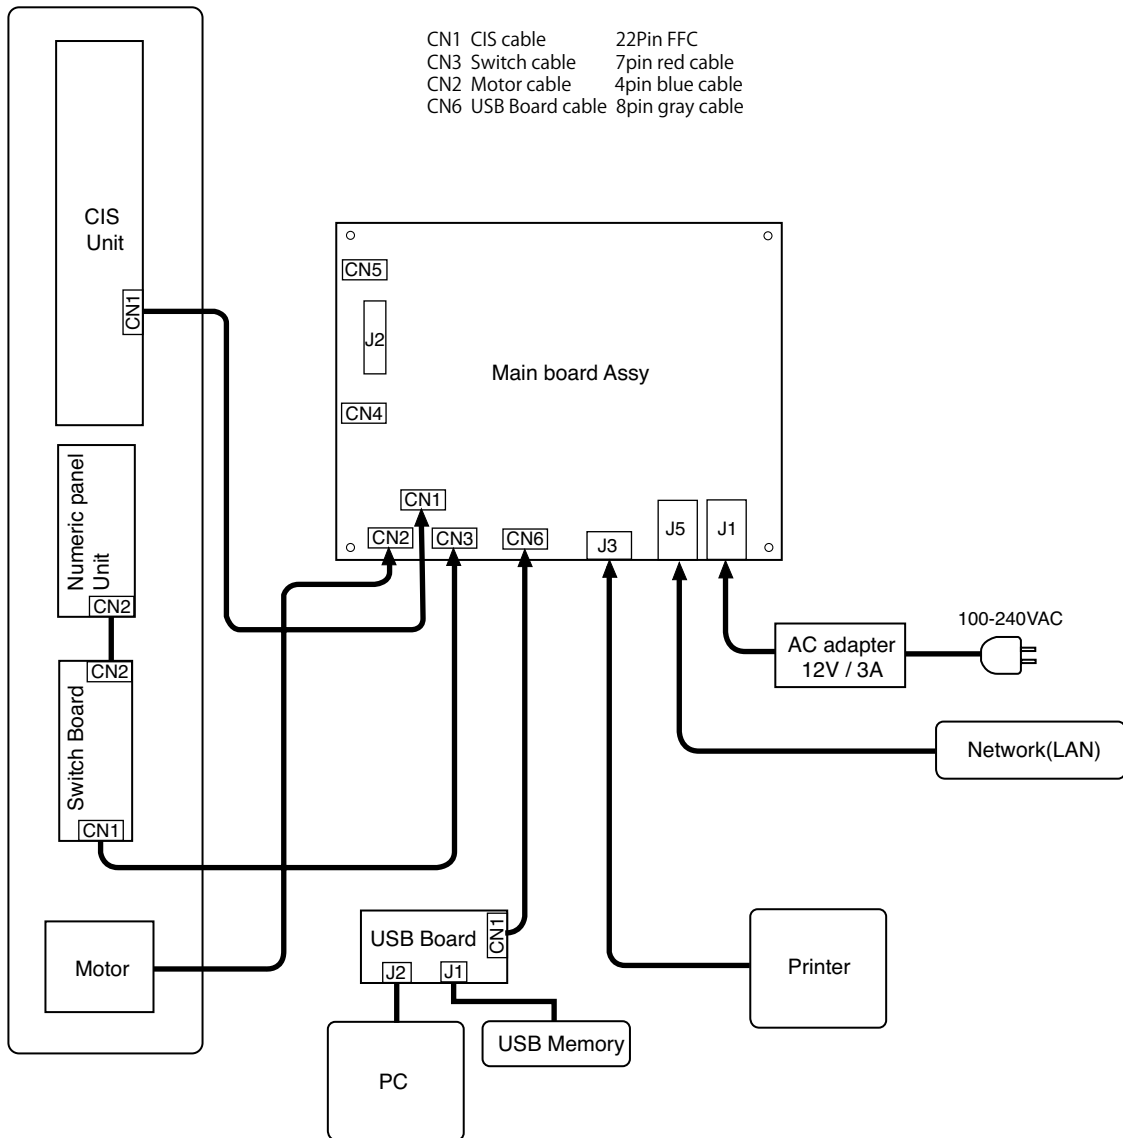 CN1 CIS cable 22Pin FFC
CN3 Switch cable 7pin red cable
CN2 Motor cable 4pin blue cable
CN6 USB Board cable 8pin gray cable
CIS
Unit
CN1
Numeric panel
Unit
CN2
CN2
Switch Board
CN1
Motor
CN5
J2
CN4
Main board Assy
CN1
CN2
CN3
CN6
J3
J5
J1
100-240VAC
AC adapter
12V / 3A
Network(LAN)
USB Board
CN1
J2
J1
USB Memory
PC
Printer